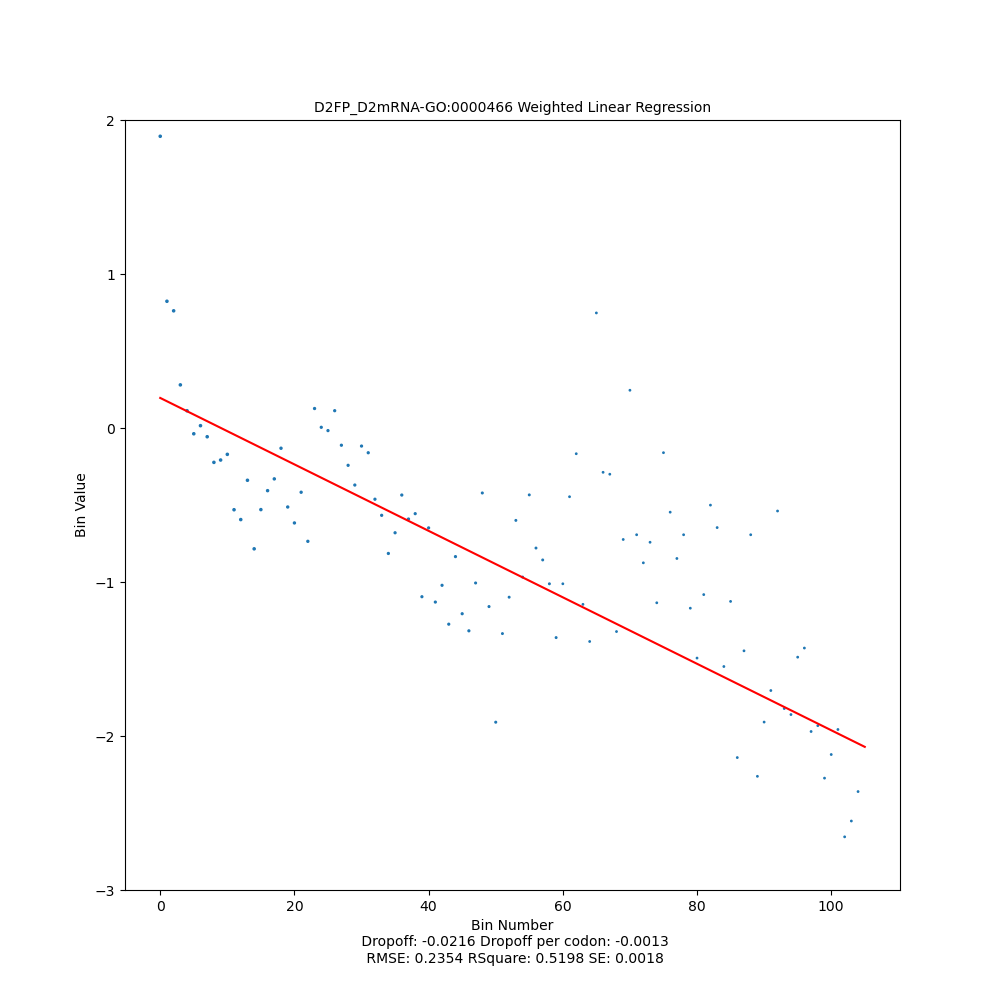 D2FP_D2mRNA-GO:0000466 Weighted Linear Regression
2
1
0
−1
−2
−3
Bin Value
0 20 40 60 80 100
Bin Number
Dropoff: -0.0216 Dropoff per codon: -0.0013
RMSE: 0.2354 RSquare: 0.5198 SE: 0.0018